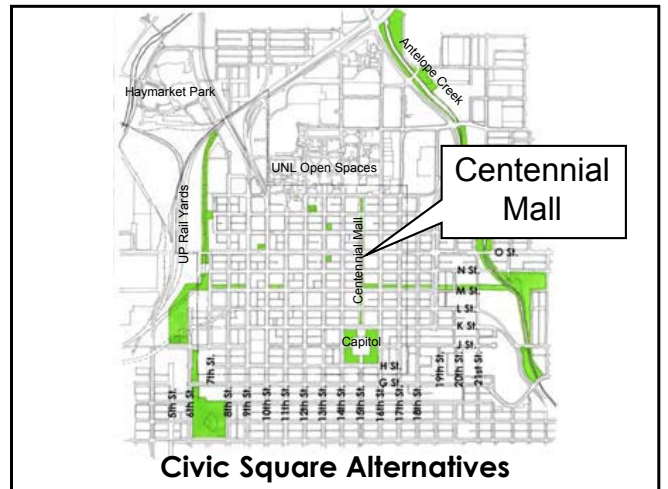 Antelope Creek
Haymarket Park
UNL Open Spaces
Centennial
Mall
UP Rail Yards
Centennial Mall
O St.
N St.
M St.
L St.
K St.
J St.
Capitol
H St.
G St.
5th St.
6th St.
7th St.
8th St.
9th St.
10th St.
11th St.
12th St.
13th St.
14th St.
15th St.
16th St.
17th St.
18th St.
19th St.
20th St.
21st St.
Civic Square Alternatives